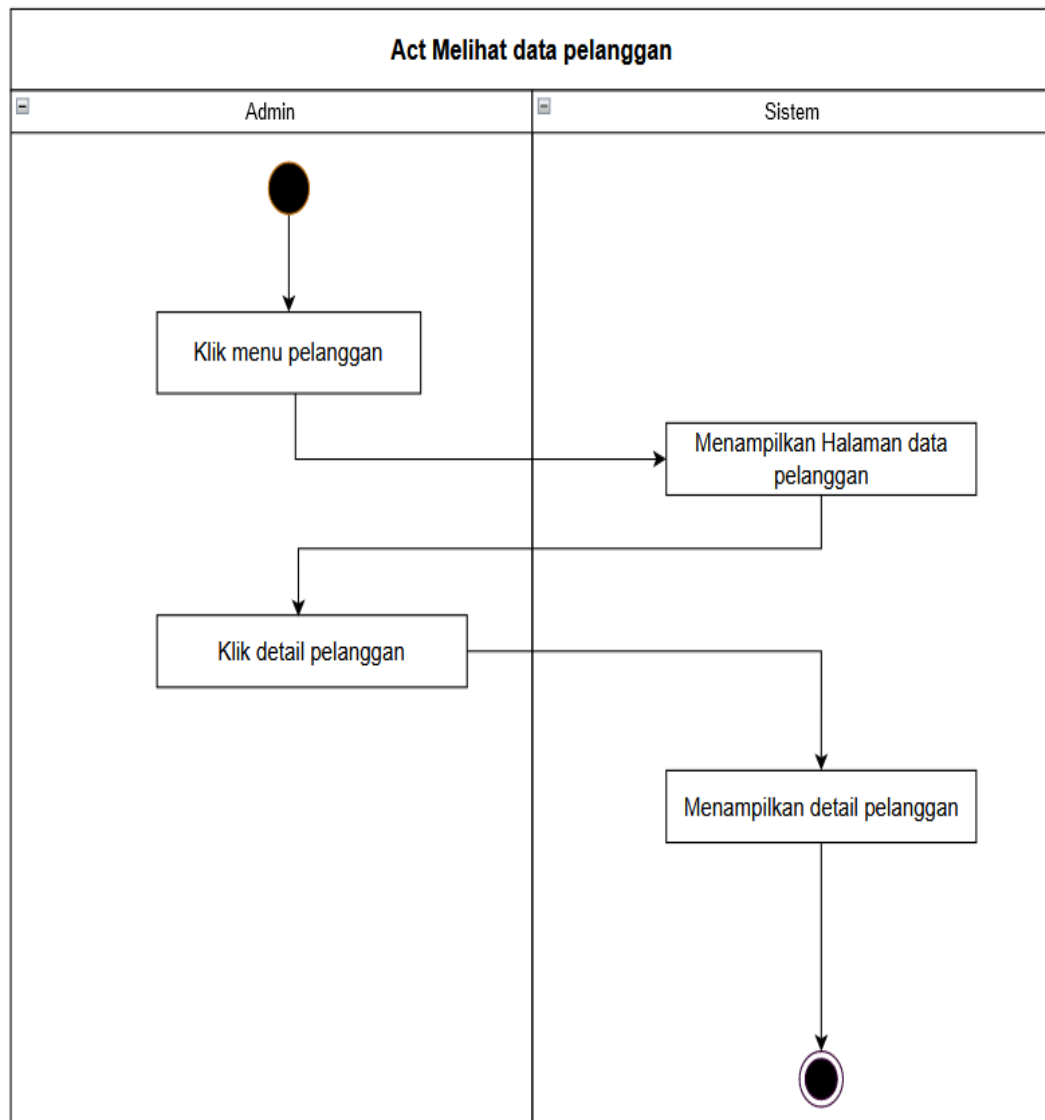 Act Melihat data pelanggan
Admin
Sistem
Klik menu pelanggan
Menampilkan Halaman data
pelanggan
Klik detail pelanggan
Menampilkan detail pelanggan